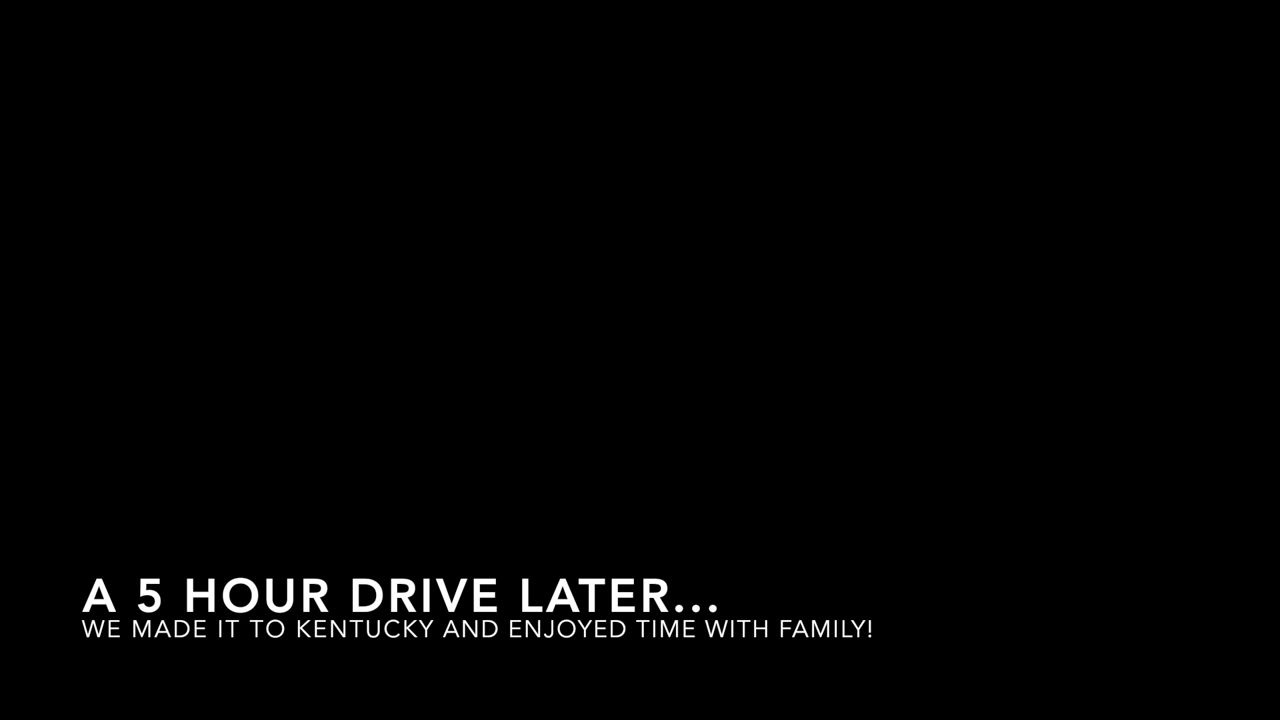 A 5 HOUR DRIVE LATER...
WE MADE IT TO KENTUCKY AND ENJOYED TIME WITH FAMILY!